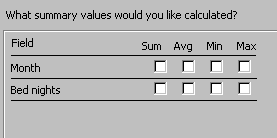 What summary values would you like calculated?
Field Sum Avg Min Max
Month
Bed nights